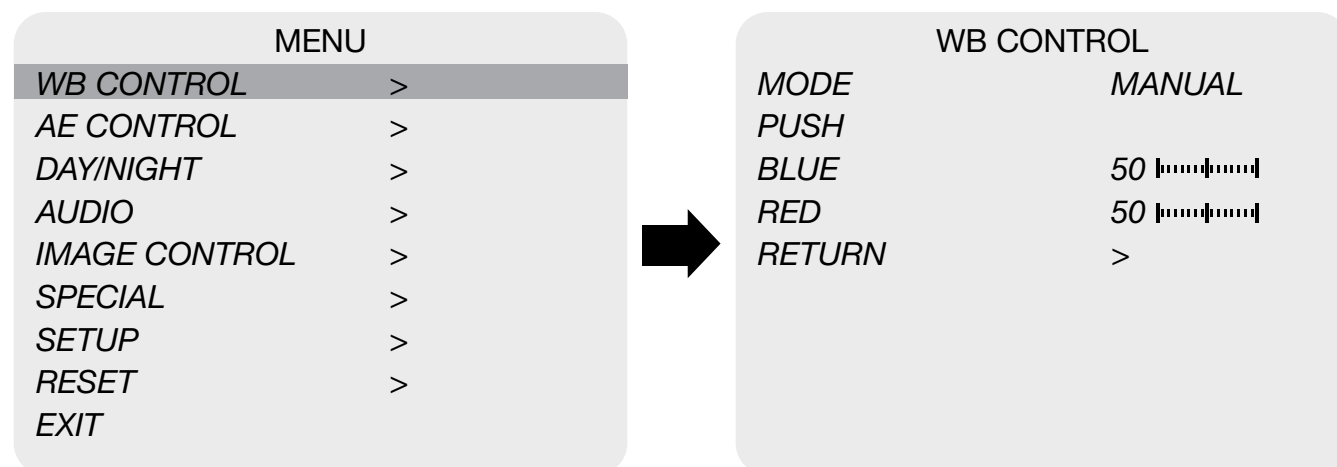 MENU
WB CONTROL >
AE CONTROL >
DAY/NIGHT >
AUDIO >
IMAGE CONTROL >
SPECIAL >
SETUP >
RESET >
EXIT
WB CONTROL
MODE MANUAL
PUSH
BLUE 50
RED 50
RETURN >